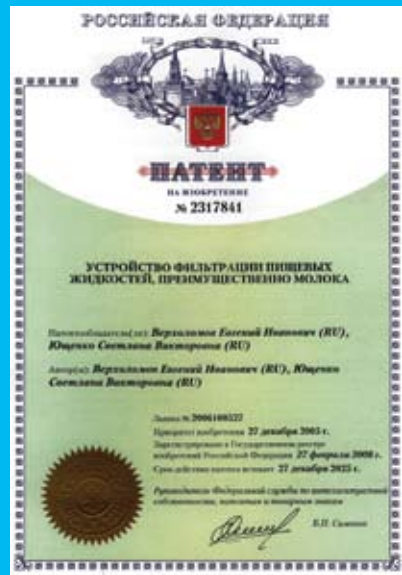 РОССИЙСКАЯ ФЕДЕРАЦИЯ
ПАТЕНТ
НА ИЗОБРЕТЕНИЕ
№ 2317841
УСТРОЙСТВО ФИЛЬТРАЦИИ ПИЩЕВЫХ
ЖИДКОСТЕЙ, ПРЕИМУЩЕСТВЕННО МОЛОКА
Патентообладатель(ли): Верхоломов Евгений Иванович (RU),
Ющенко Светлана Викторовна (RU)
Автор(ы): Верхоломов Евгений Иванович (RU), Ющенко
Светлана Викторовна (RU)
Заявка № 2006100522
Приоритет изобретения 27 декабря 2005 г.
Зарегистрировано в Государственном реестре
изобретений Российской Федерации 27 февраля 2008 г.
Срок действия патента истекает 27 декабря 2025 г.
Руководитель Федеральной службы по интеллектуальной
собственности, патентам и товарным знакам
Б.П. Симонов